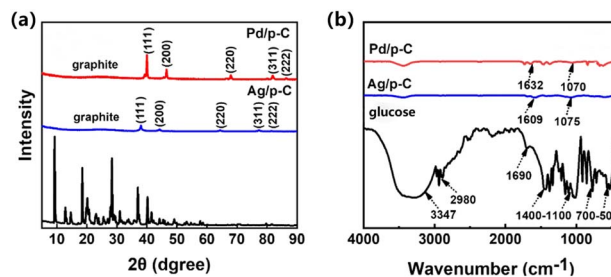 (a)
Pd/p-C
graphite
(111)
(200)
(220)
(311)
(222)
Ag/p-C
graphite
(111)
(200)
(220)
(311)
(222)
Intensity
10 20 30 40 50 60 70 80 90
2θ (dgree)
(b)
Pd/p-C
1632
1070
Ag/p-C
1609
1075
glucose
1690
2980
3347
1400-1100
700-50
4000 3000 2000 1000
Wavenumber (cm⁻¹)